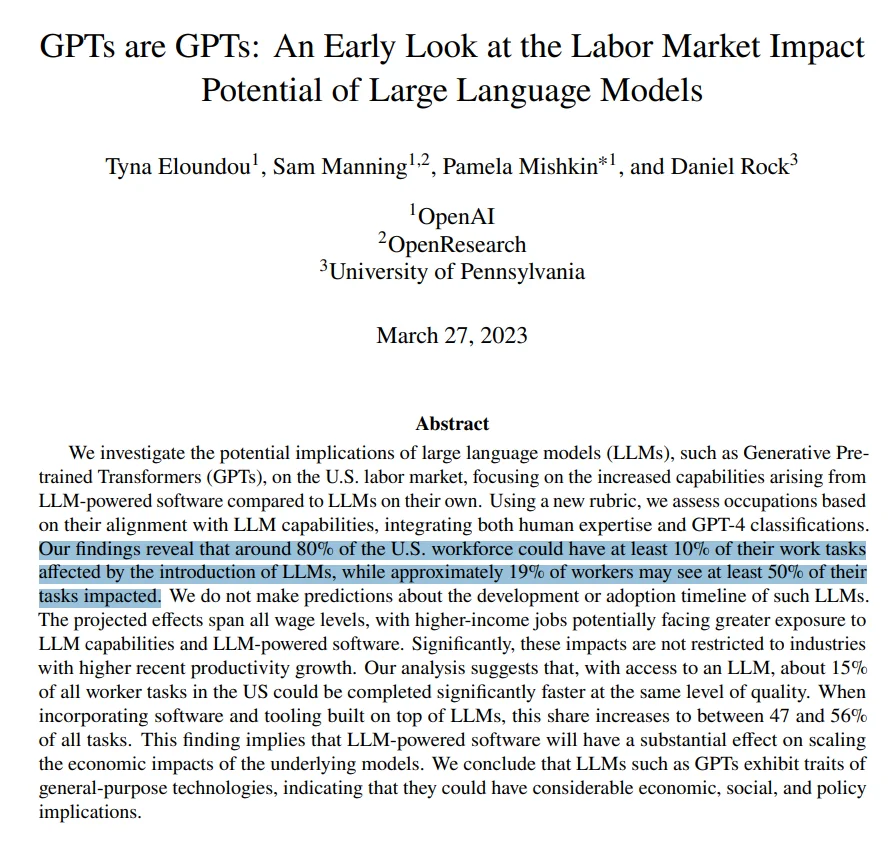 GPTs are GPTs: An Early Look at the Labor Market Impact
Potential of Large Language Models
Tyna Eloundou1, Sam Manning1,2, Pamela Mishkin*1, and Daniel Rock3
1OpenAI
2OpenResearch
3University of Pennsylvania
March 27, 2023
Abstract
We investigate the potential implications of large language models (LLMs), such as Generative Pre-
trained Transformers (GPTs), on the U.S. labor market, focusing on the increased capabilities arising from
LLM-powered software compared to LLMs on their own. Using a new rubric, we assess occupations based
on their alignment with LLM capabilities, integrating both human expertise and GPT-4 classifications.
Our findings reveal that around 80% of the U.S. workforce could have at least 10% of their work tasks
affected by the introduction of LLMs, while approximately 19% of workers may see at least 50% of their
tasks impacted. We do not make predictions about the development or adoption timeline of such LLMs.
The projected effects span all wage levels, with higher-income jobs potentially facing greater exposure to
LLM capabilities and LLM-powered software. Significantly, these impacts are not restricted to industries
with higher recent productivity growth. Our analysis suggests that, with access to an LLM, about 15%
of all worker tasks in the US could be completed significantly faster at the same level of quality. When
incorporating software and tooling built on top of LLMs, this share increases to between 47 and 56%
of all tasks. This finding implies that LLM-powered software will have a substantial effect on scaling
the economic impacts of the underlying models. We conclude that LLMs such as GPTs exhibit traits of
general-purpose technologies, indicating that they could have considerable economic, social, and policy
implications.